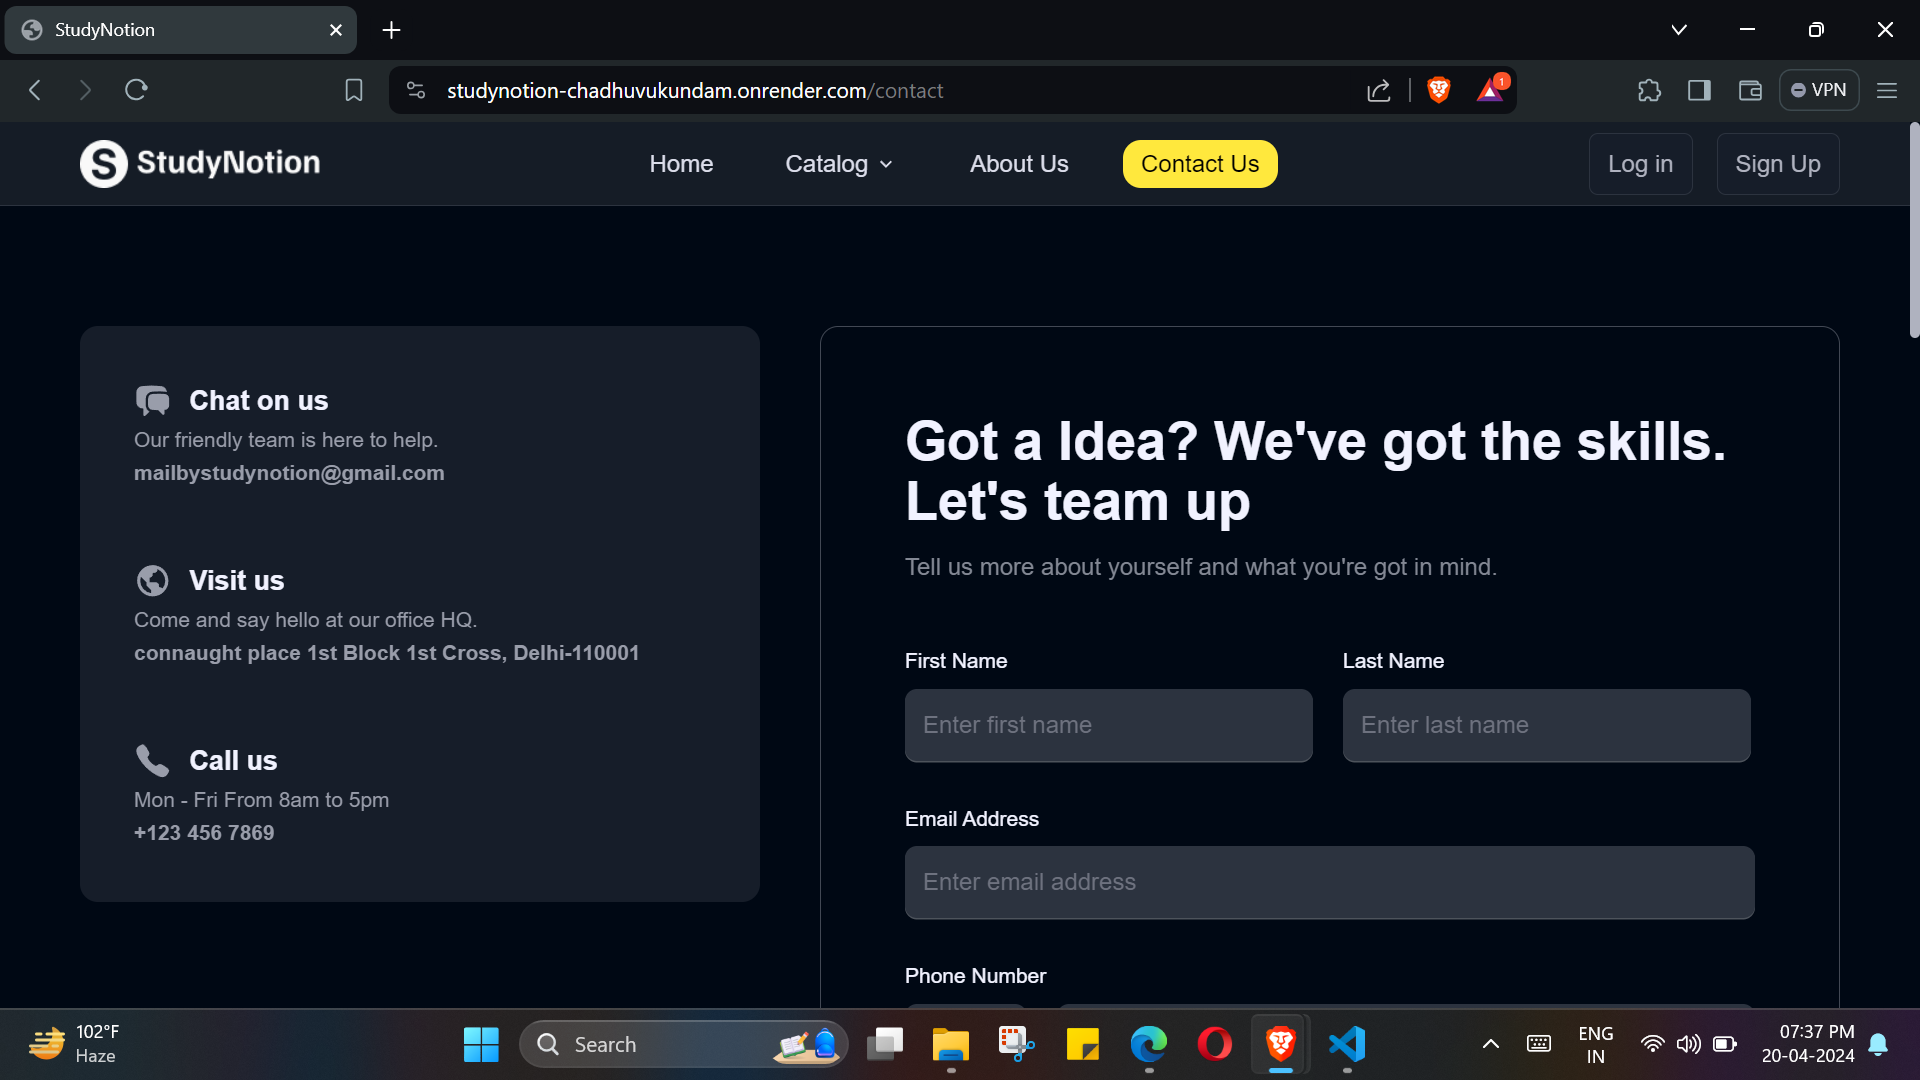 StudyNotion
studynotion-chadhuvukundam.onrender.com/contact
1
VPN
S StudyNotion
Home
Catalog
About Us
Contact Us
Log in
Sign Up
Chat on us
Our friendly team is here to help.
mailbystudynotion@gmail.com
Visit us
Come and say hello at our office HQ.
connaught place 1st Block 1st Cross, Delhi-110001
Call us
Mon - Fri From 8am to 5pm
+123 456 7869
Got a Idea? We've got the skills.
Let's team up
Tell us more about yourself and what you're got in mind.
First Name
Last Name
Enter first name
Enter last name
Email Address
Enter email address
Phone Number
102°F
Haze
Search
ENG
IN
07:37 PM
20-04-2024